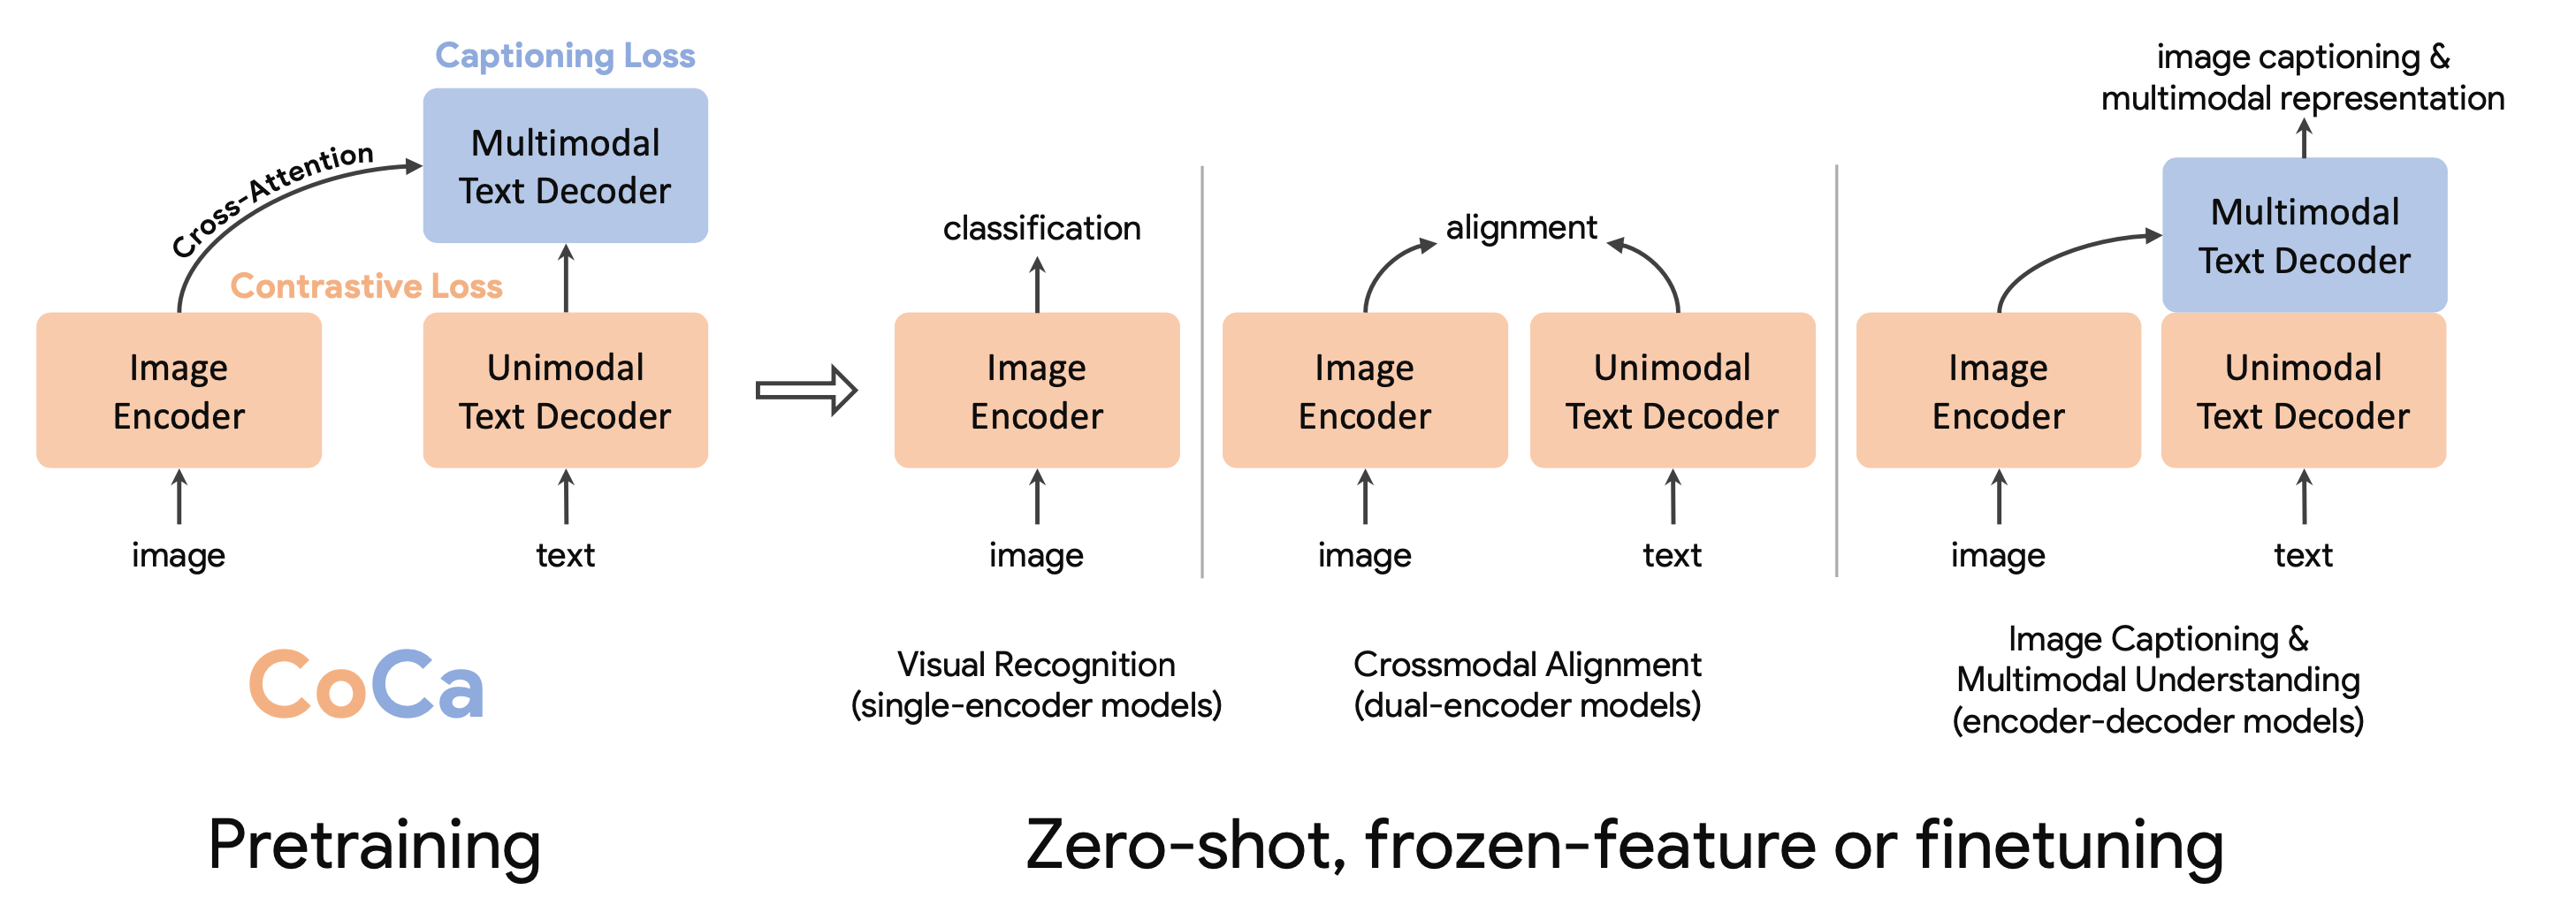 Captioning Loss
Multimodal
Text Decoder
Cross-Attention
Contrastive Loss
Image
Encoder
Unimodal
Text Decoder
image
text
CoCa
Pretraining
classification
Image
Encoder
image
Visual Recognition
(single-encoder models)
alignment
Image
Encoder
Unimodal
Text Decoder
image
text
Crossmodal Alignment
(dual-encoder models)
image captioning &
multimodal representation
Multimodal
Text Decoder
Image
Encoder
Unimodal
Text Decoder
image
text
Image Captioning &
Multimodal Understanding
(encoder-decoder models)
Zero-shot, frozen-feature or finetuning